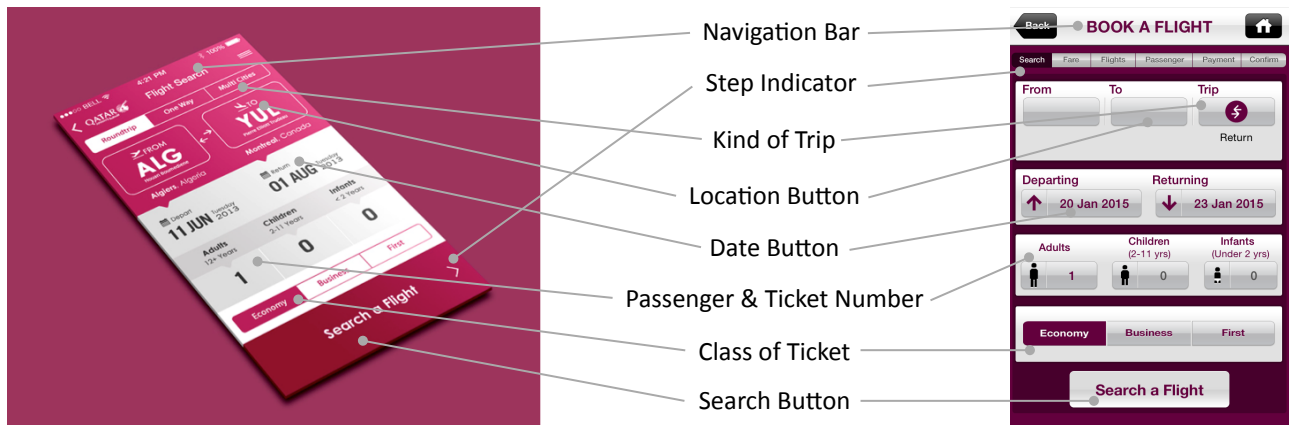 BELL
4:21 PM
100%
QATAR
Flight Search
Roundtrip
One Way
Multi Cities
FROM
ALG
Houari Boumediene
Algiers, Algeria
TO
YUL
Pierre Elliott Trudeau
Montreal, Canada
Depart
11 JUN Tuesday 2013
Return
01 AUG Tuesday 2013
Adults
12+ Years
1
Children
2-11 Years
0
Infants
< 2 Years
0
Economy
Business
First
Search a Flight
Navigation Bar
Step Indicator
Kind of Trip
Location Button
Date Button
Passenger & Ticket Number
Class of Ticket
Search Button
Back
BOOK A FLIGHT
Search Fare Flights Passenger Payment Confirm
From To Trip
Return
Departing Returning
20 Jan 2015 23 Jan 2015
Adults Children Infants
(2-11 yrs) (Under 2 yrs)
1 0 0
Economy Business First
Search a Flight